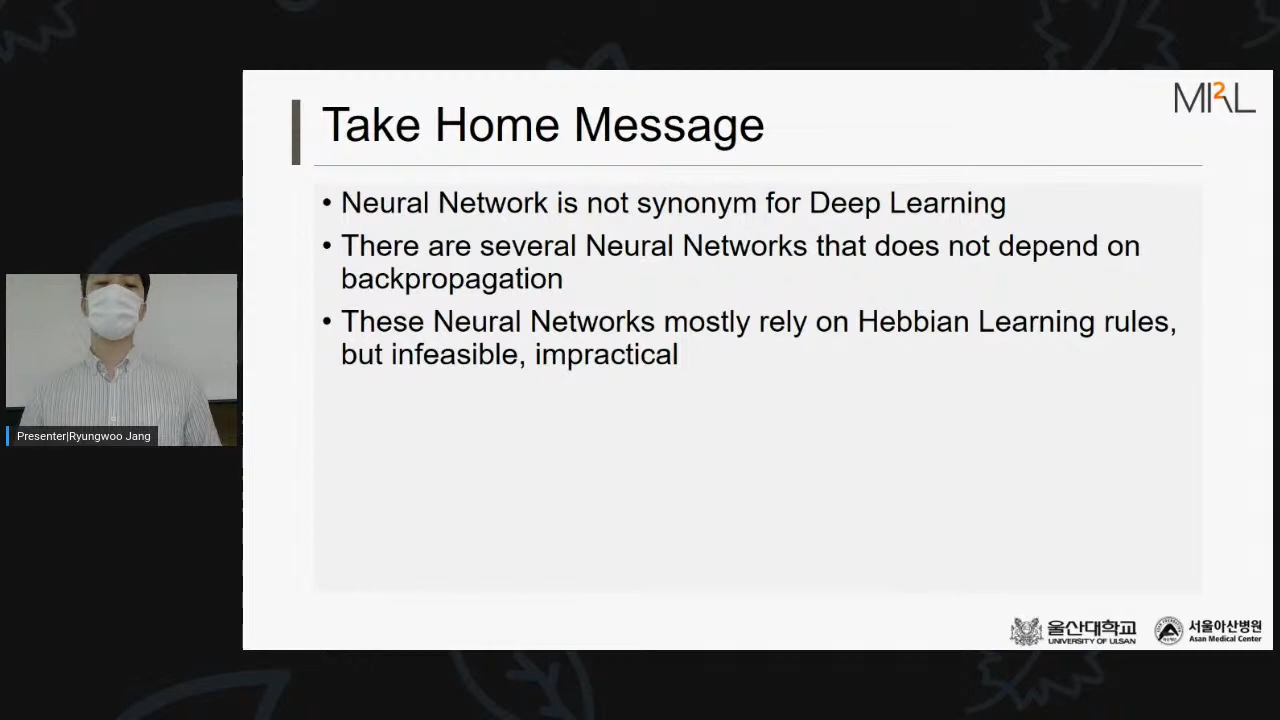 MI2RL
Take Home Message
• Neural Network is not synonym for Deep Learning
• There are several Neural Networks that does not depend on
backpropagation
• These Neural Networks mostly rely on Hebbian Learning rules,
but infeasible, impractical
Presenter|Ryungwoo Jang
울산대학교
UNIVERSITY OF ULSAN
서울아산병원
Asan Medical Center